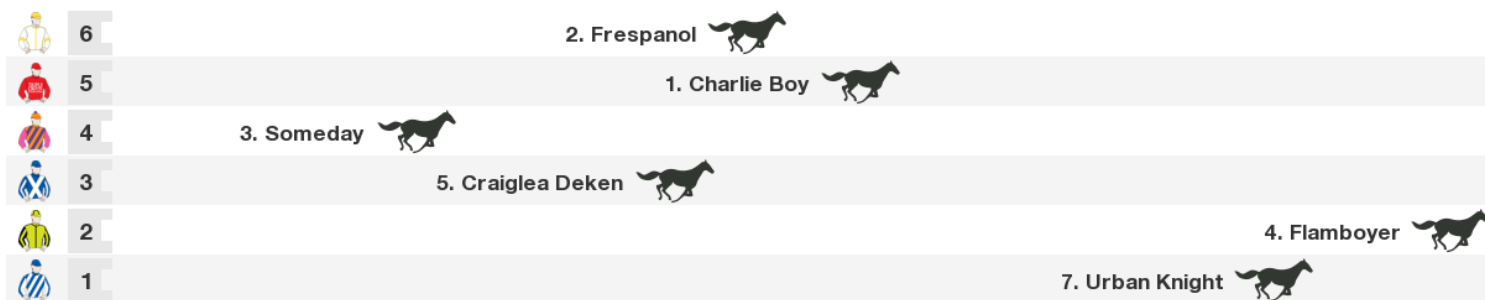 6 2. Frespanol
5 1. Charlie Boy
4 3. Someday
3 5. Craiglea Deken
2 4. Flamboyer
1 7. Urban Knight